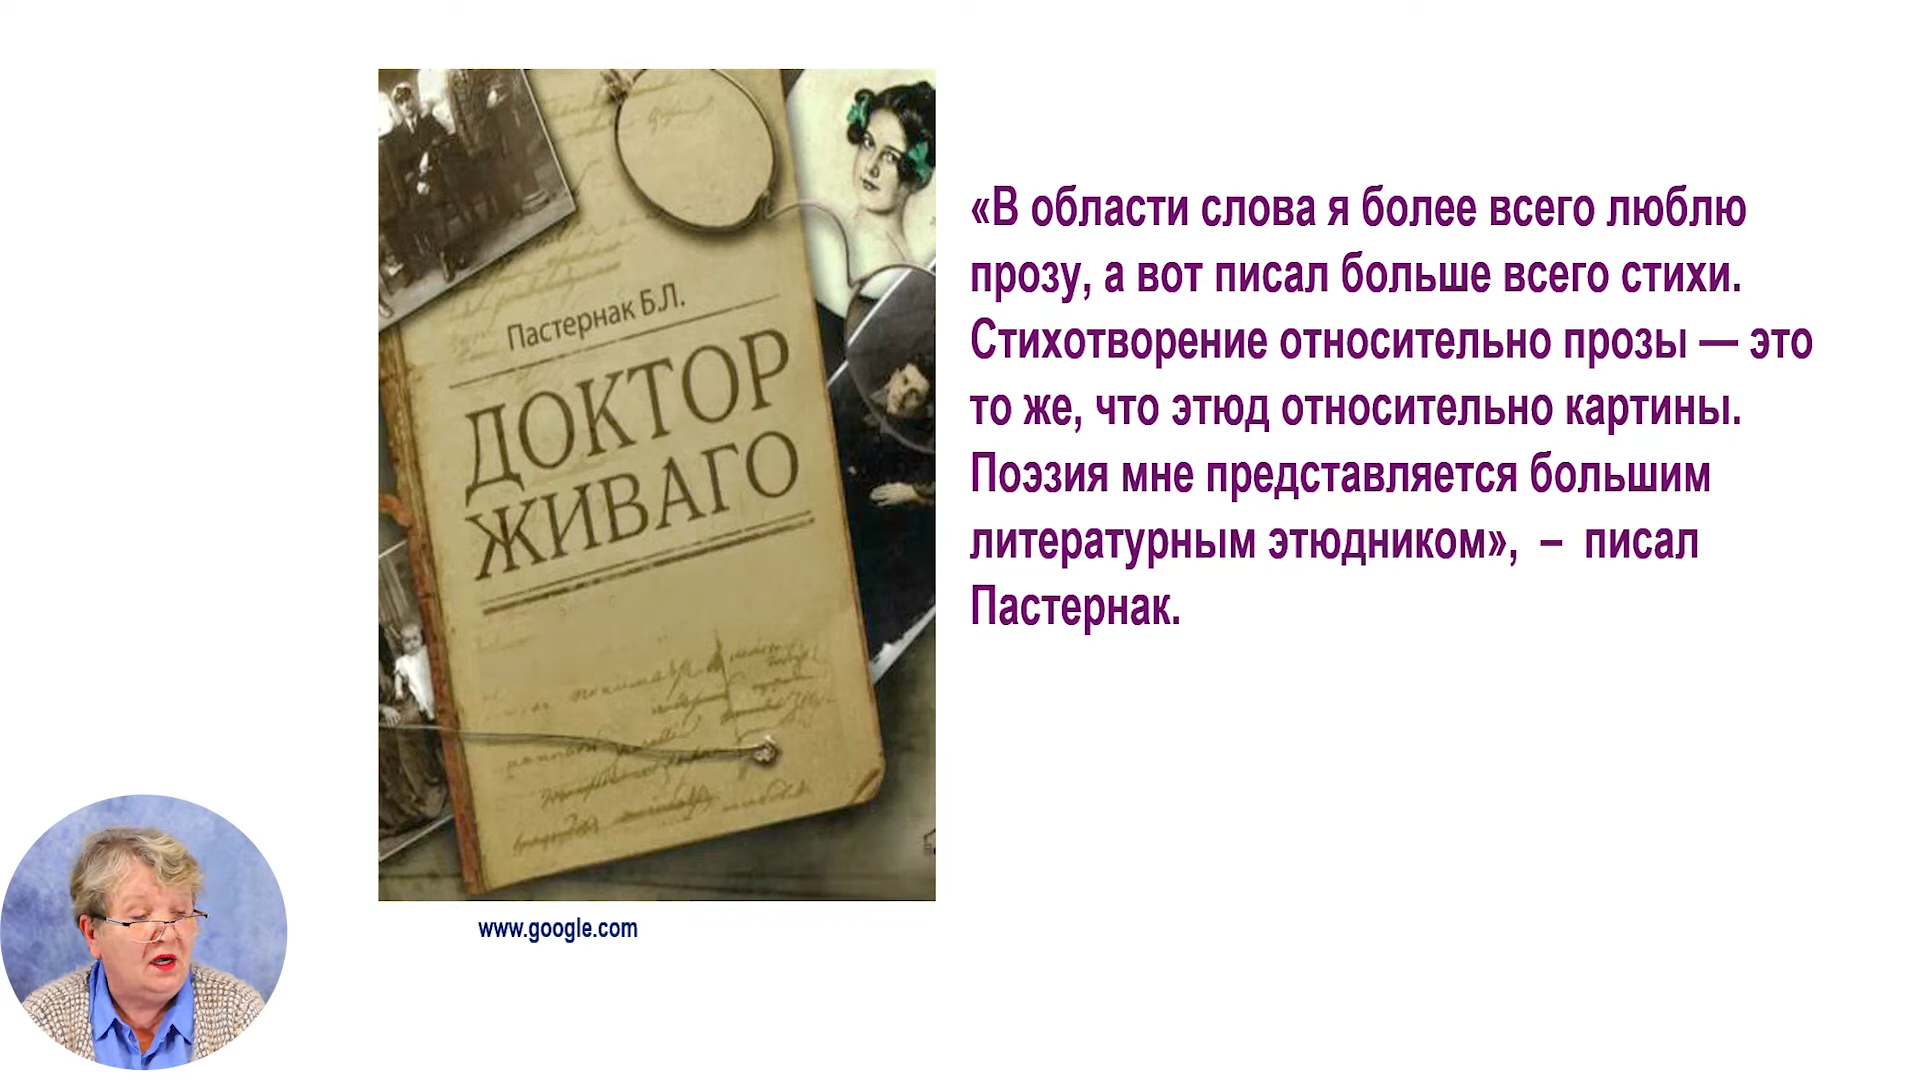 Пастернак Б.Л.
ДОКТОР
ЖИВАГО
«В области слова я более всего люблю
прозу, а вот писал больше всего стихи.
Стихотворение относительно прозы — это
то же, что этюд относительно картины.
Поэзия мне представляется большим
литературным этюдником», – писал
Пастернак.
www.google.com